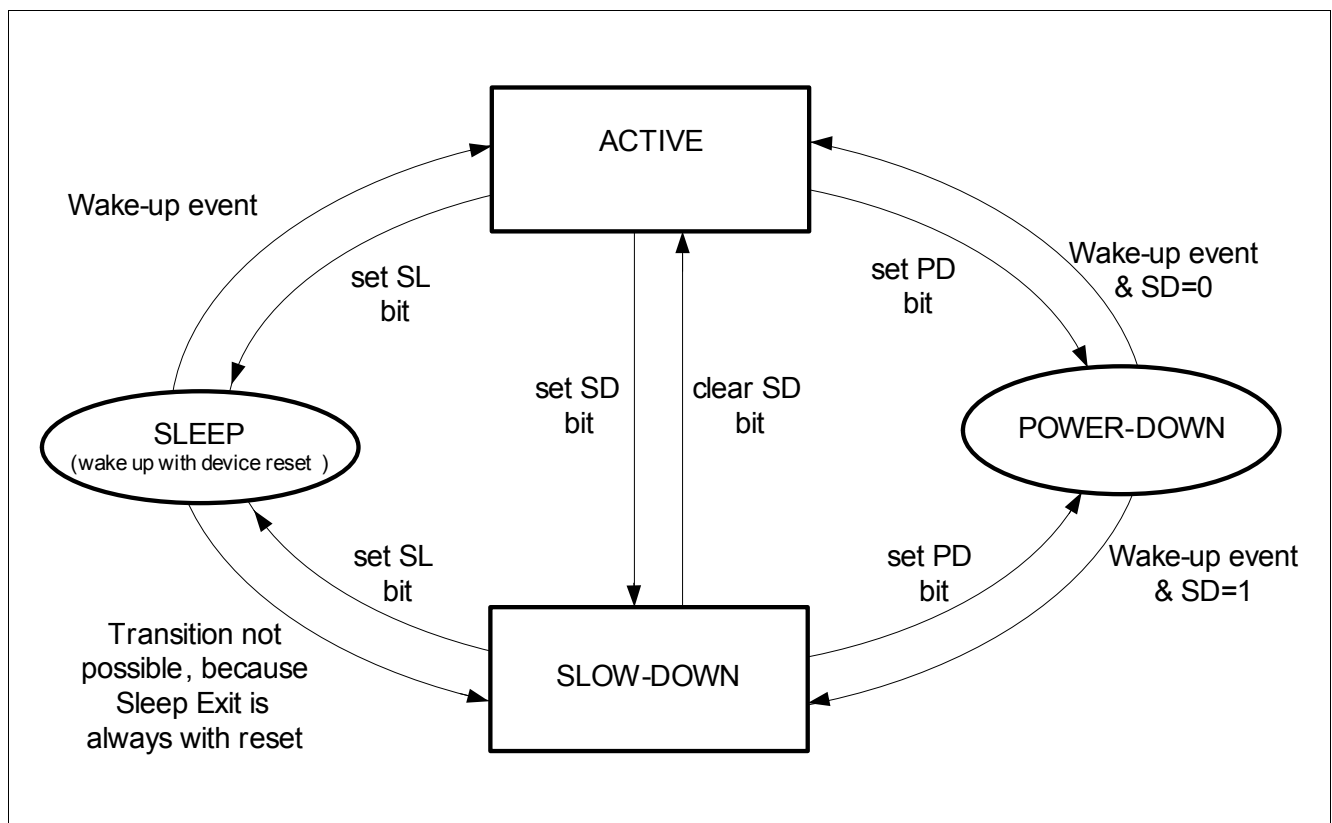 ACTIVE
Wake-up event
set SL
bit
set PD
bit
Wake-up event
& SD=0
set SD
bit
clear SD
bit
SLEEP
(wake up with device reset )
POWER-DOWN
set SL
bit
set PD
bit
Wake-up event
& SD=1
Transition not
possible, because
Sleep Exit is
always with reset
SLOW-DOWN